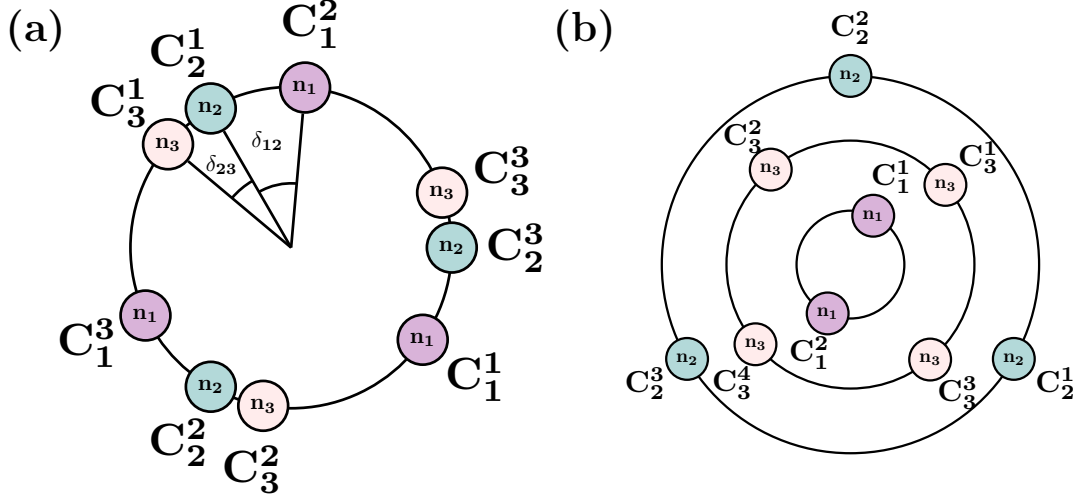 (a)
C_1^2
C_2^1
C_3^1
n_1
n_2
n_3
δ_12
δ_23
C_3^3
n_3
n_2
C_2^3
n_1
C_1^3
n_1
C_1^1
n_2
n_3
C_2^2
C_3^2
(b)
C_2^2
n_2
C_3^2
C_3^1
n_3
C_1^1
n_3
n_1
n_1
C_1^2
n_3
n_2
n_3
n_2
C_2^3
C_3^4
C_3^3
C_2^1